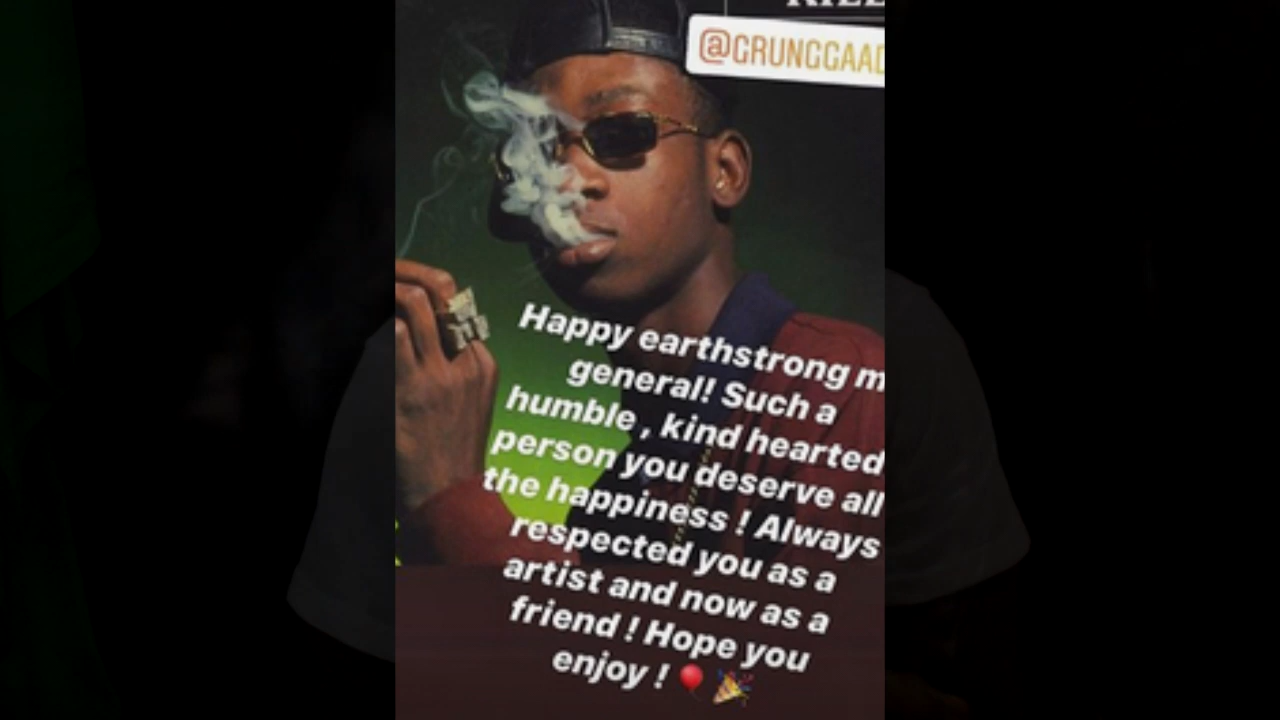 @GRUNGGAAD
Happy earthstrong m
general! Such a
humble , kind hearted
person you deserve all
the happiness ! Always
respected you as a
artist and now as a
friend ! Hope you
enjoy ! 🎈 🎉